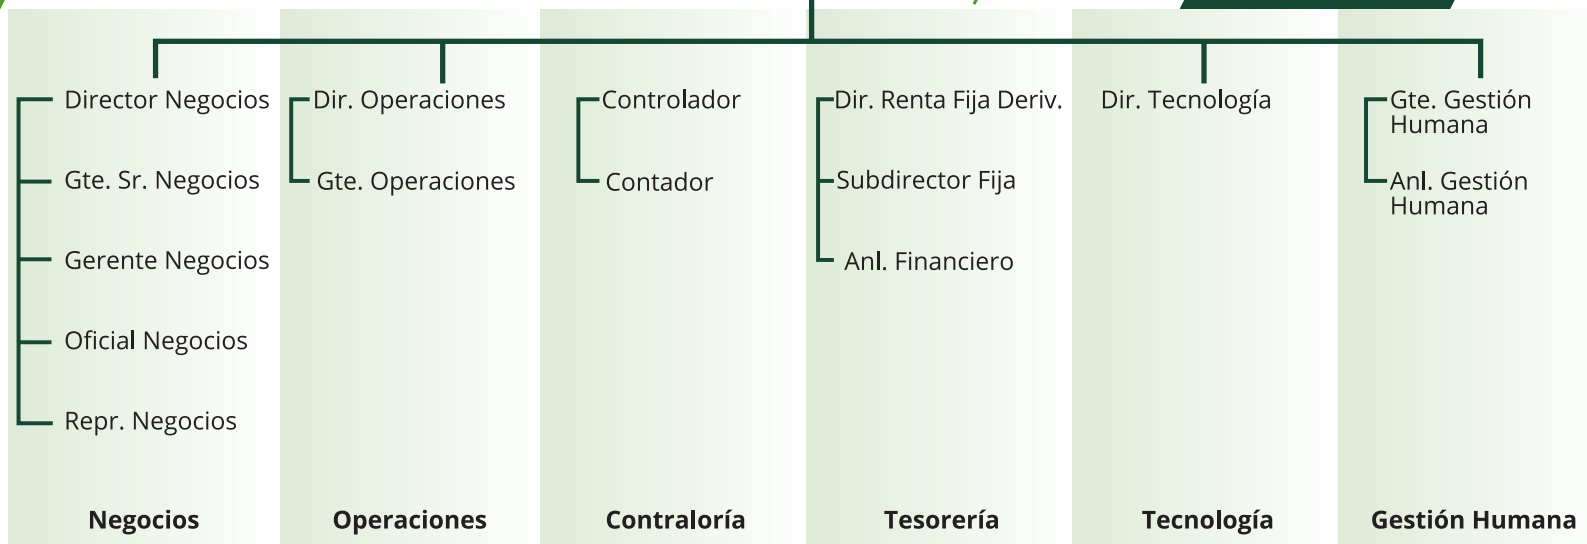 Director Negocios
Gte. Sr. Negocios
Gerente Negocios
Oficial Negocios
Repr. Negocios
Negocios
Dir. Operaciones
Gte. Operaciones
Operaciones
Controlador
Contador
Contraloría
Dir. Renta Fija Deriv.
Subdirector Fija
Anl. Financiero
Tesorería
Dir. Tecnología
Tecnología
Gte. Gestión
Humana
Anl. Gestión
Humana
Gestión Humana